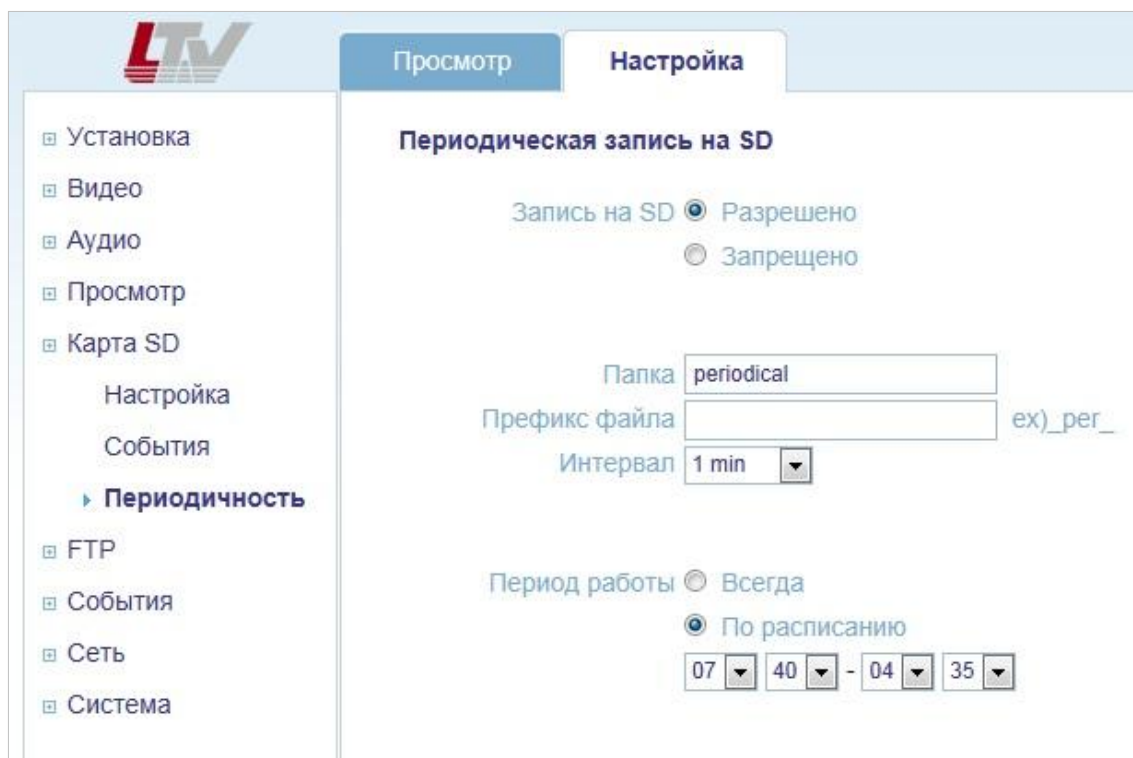 LTV
Просмотр
Настройка
Установка
Видео
Аудио
Просмотр
Карта SD
Настройка
События
Периодичность
FTP
События
Сеть
Система
Периодическая запись на SD
Запись на SD Разрешено
Запрещено
Папка periodical
Префикс файла ex)_per_
Интервал 1 min
Период работы Всегда
По расписанию
07 40 - 04 35